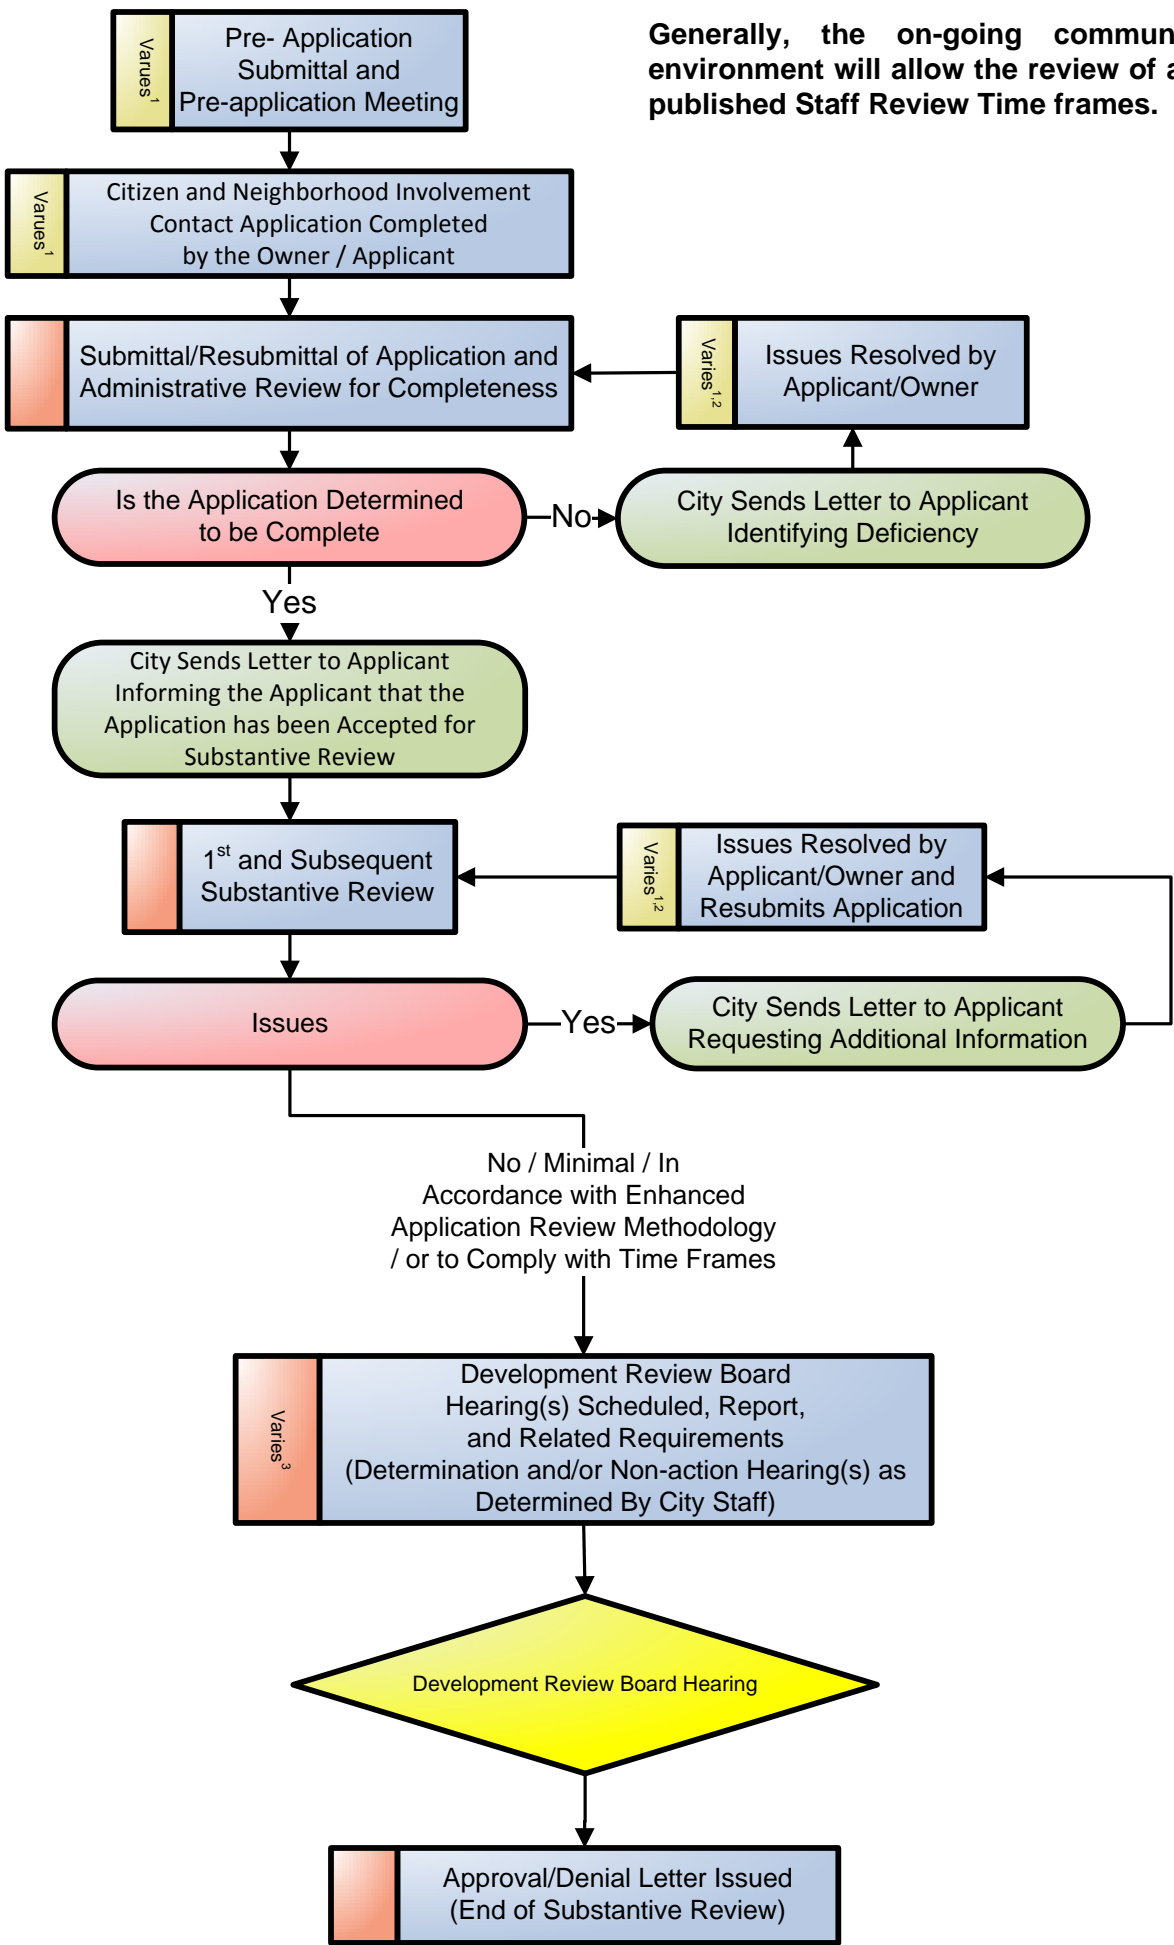 Generally, the on-going commun
environment will allow the review of a
published Staff Review Time frames.
Varues1
Pre- Application
Submittal and
Pre-application Meeting
Varues1
Citizen and Neighborhood Involvement
Contact Application Completed
by the Owner / Applicant
Submittal/Resubmittal of Application and
Administrative Review for Completeness
Varies1,2
Issues Resolved by
Applicant/Owner
Is the Application Determined
to be Complete
No
City Sends Letter to Applicant
Identifying Deficiency
Yes
City Sends Letter to Applicant
Informing the Applicant that the
Application has been Accepted for
Substantive Review
1st and Subsequent
Substantive Review
Varies1,2
Issues Resolved by
Applicant/Owner and
Resubmits Application
Issues
Yes
City Sends Letter to Applicant
Requesting Additional Information
No / Minimal / In
Accordance with Enhanced
Application Review Methodology
/ or to Comply with Time Frames
Varies3
Development Review Board
Hearing(s) Scheduled, Report,
and Related Requirements
(Determination and/or Non-action Hearing(s) as
Determined By City Staff)
Development Review Board Hearing
Approval/Denial Letter Issued
(End of Substantive Review)